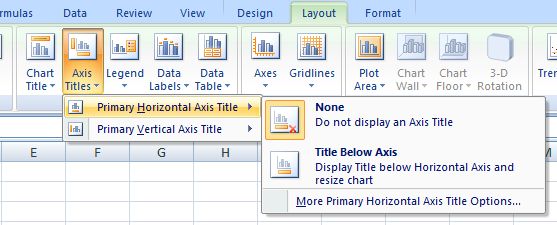 rmulas Data Review View Design Layout Format
Chart Title Axis Titles Legend Data Labels Data Table Axes Gridlines Plot Area Chart Wall Chart Floor 3-D Rotation Tren
Primary Horizontal Axis Title
Primary Vertical Axis Title
None
Do not display an Axis Title
Title Below Axis
Display Title below Horizontal Axis and
resize chart
More Primary Horizontal Axis Title Options...
E F G H M